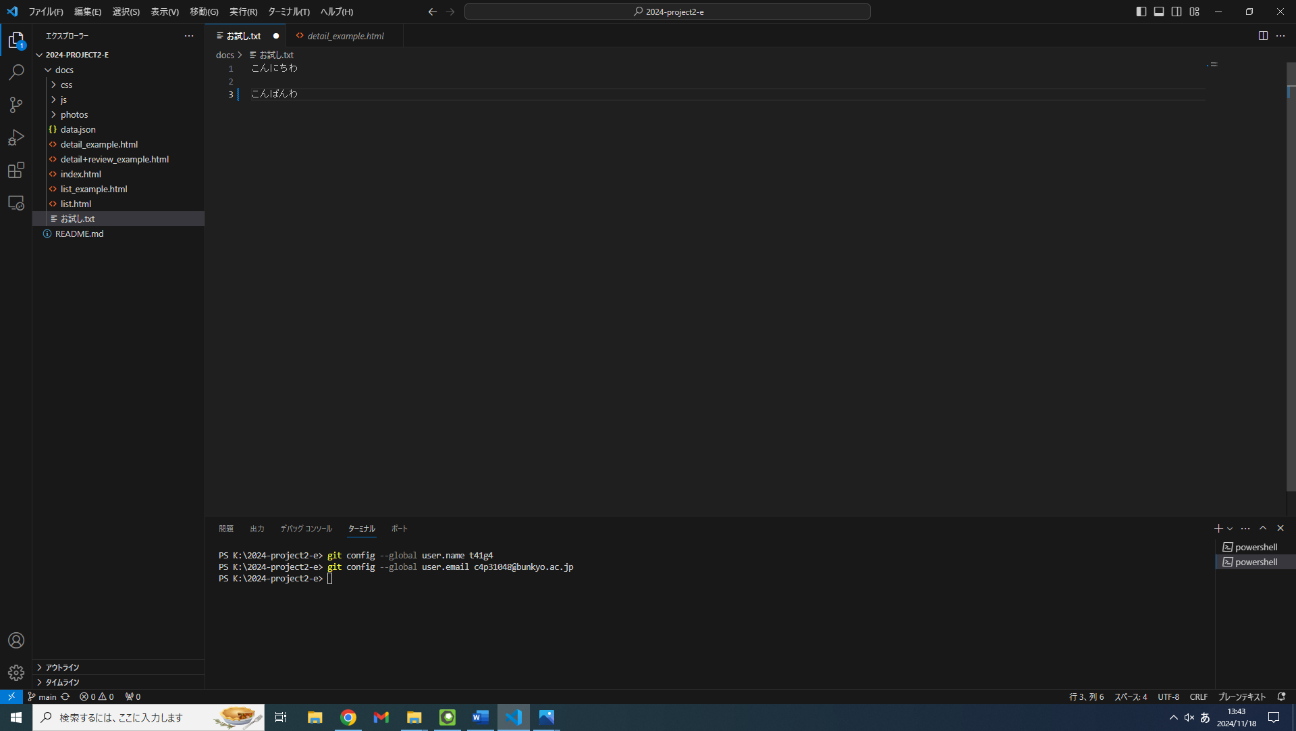 ファイル(F) 編集(E) 選択(S) 表示(V) 移動(G) 実行(R) ターミナル(T) ヘルプ(H) 2024-project2-e
エクスプローラー
お試し.txt detail_example.html
2024-PROJECT2-E
docs
css
js
photos
data.json
detail_example.html
detail+review_example.html
index.html
list_example.html
list.html
お試し.txt
README.md
アウトライン
タイムライン
docs > お試し.txt
1 こんにちわ
2
3 こんばんわ
問題 出力 デバッグ コンソール ターミナル ポート
PS K:\2024-project2-e> git config --global user.name t41g4
PS K:\2024-project2-e> git config --global user.email c4p31048@bunkyo.ac.jp
PS K:\2024-project2-e>
powershell
powershell
main 0 0 0 行 3、列 6 スペース: 4 UTF-8 CRLF プレーンテキスト
検索するには、ここに入力します
あ
13:43
2024/11/18